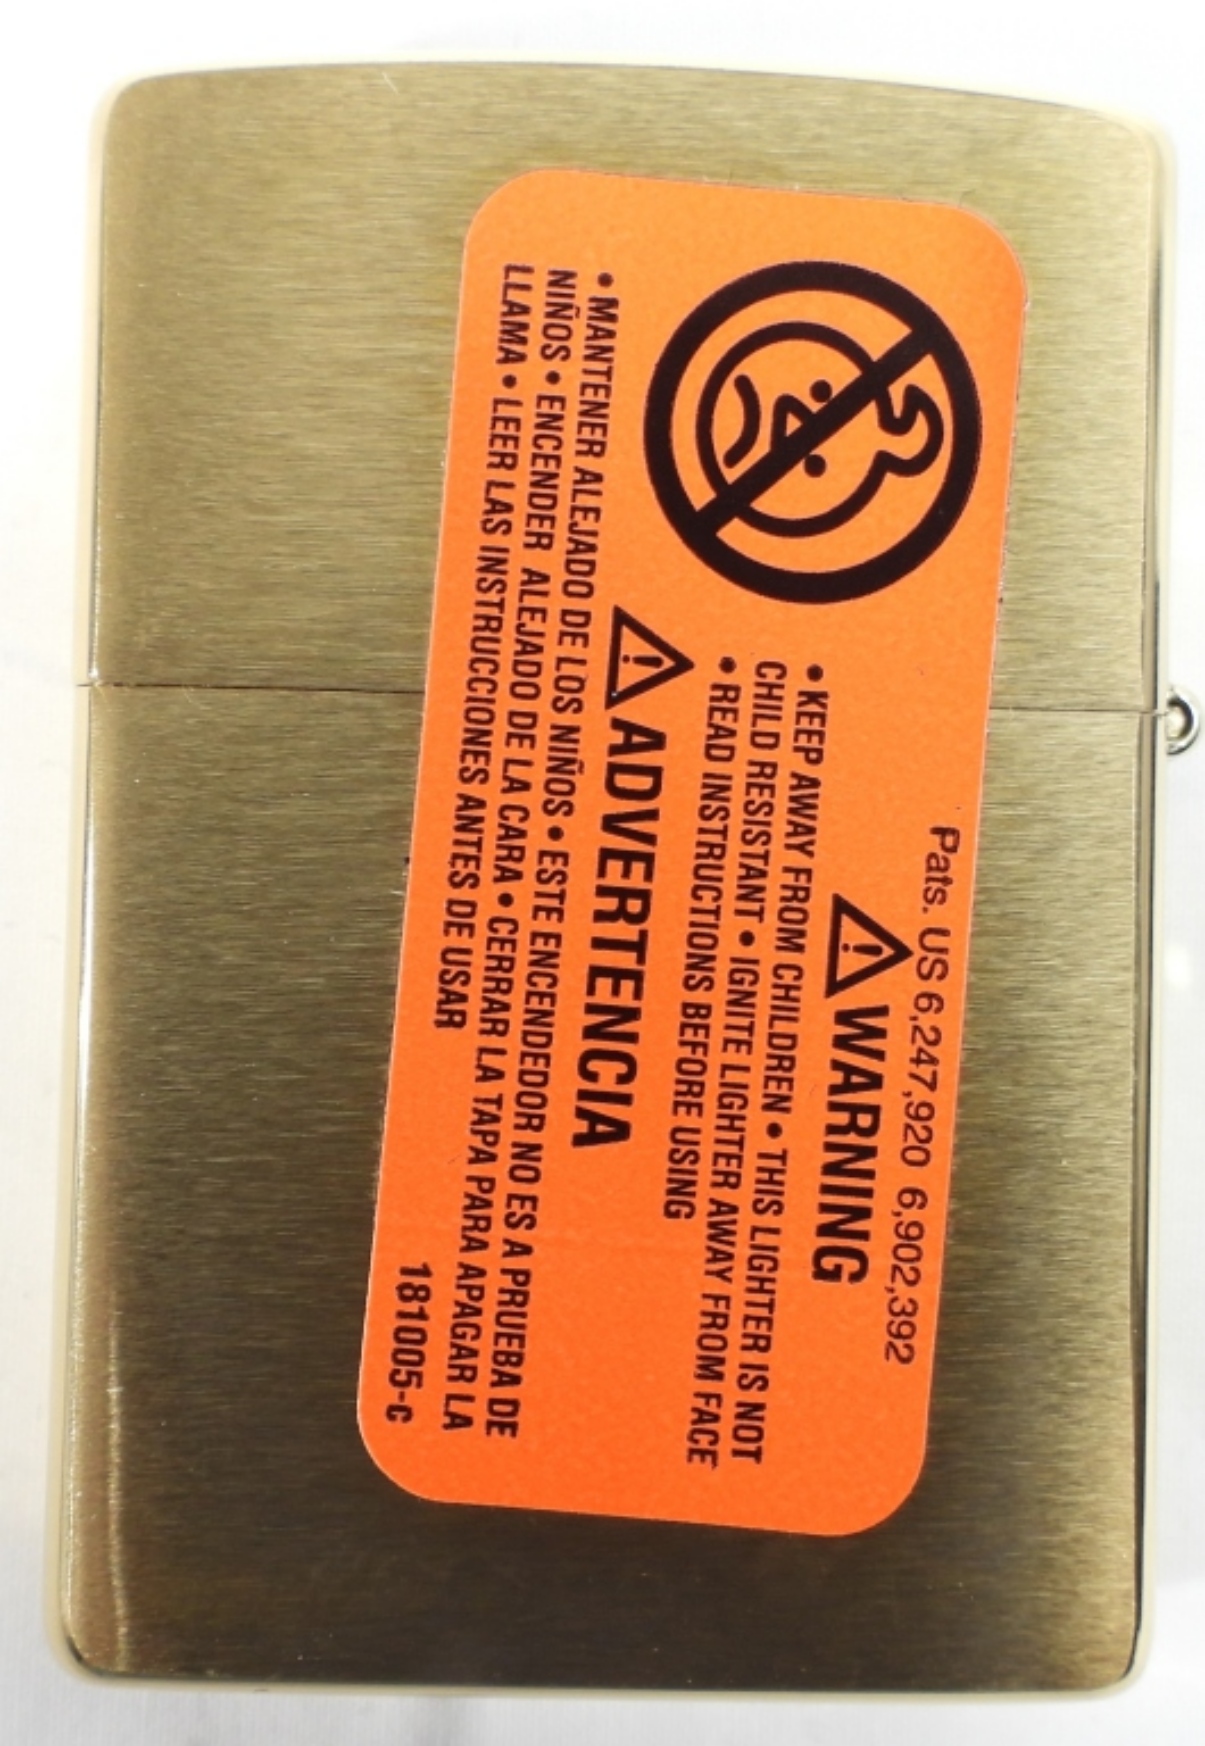 Pats. US 6,247,920 6,902,392
⚠ WARNING
• KEEP AWAY FROM CHILDREN • THIS LIGHTER IS NOT
CHILD RESISTANT • IGNITE LIGHTER AWAY FROM FACE
• READ INSTRUCTIONS BEFORE USING
⚠ ADVERTENCIA
• MANTENER ALEJADO DE LOS NIÑOS • ESTE ENCENDEDOR NO ES A PRUEBA DE
NIÑOS • ENCENDER ALEJADO DE LA CARA • CERRAR LA TAPA PARA APAGAR LA
LLAMA • LEER LAS INSTRUCCIONES ANTES DE USAR
181005-c